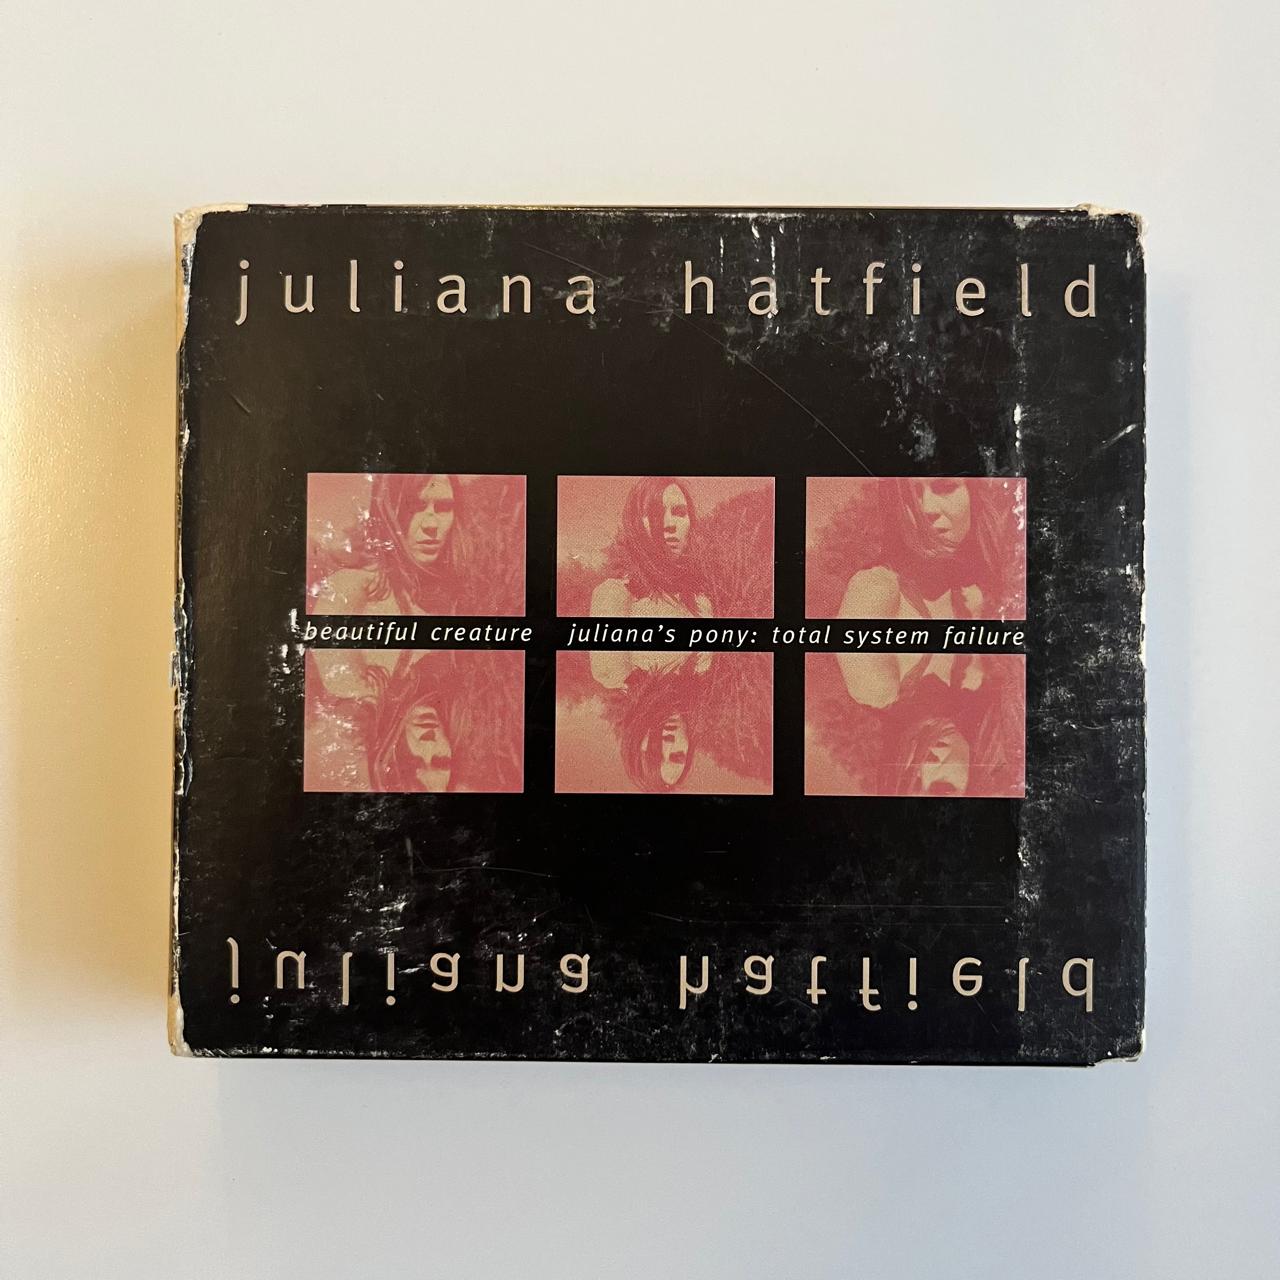 juliana hatfield
beautiful creature juliana's pony: total system failure
juliana hatfield